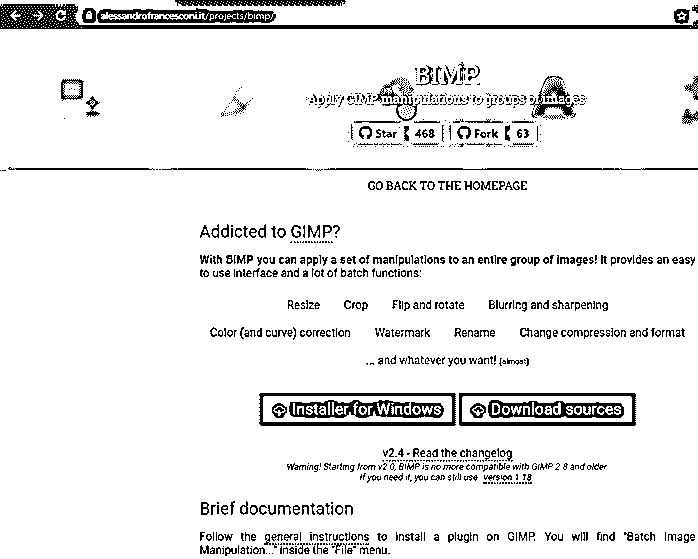 alessandrofrancesconi.it/projects/bimp/
BIMP
Apply GIMP manipulations to groups of images
Star 468 Fork 63
GO BACK TO THE HOMEPAGE
Addicted to GIMP?
With BIMP you can apply a set of manipulations to an entire group of images! It provides an easy
to use interface and a lot of batch functions:
Resize Crop Flip and rotate Blurring and sharpening
Color (and curve) correction Watermark Rename Change compression and format
... and whatever you want! (almost)
Installer for Windows Download sources
v2.4 - Read the changelog
Warning! Starting from v2.0, BIMP is no more compatible with GIMP 2.8 and older
If you need it, you can still use version 1.18
Brief documentation
Follow the general instructions to install a plugin on GIMP. You will find "Batch Image
Manipulation..." inside the "File" menu.